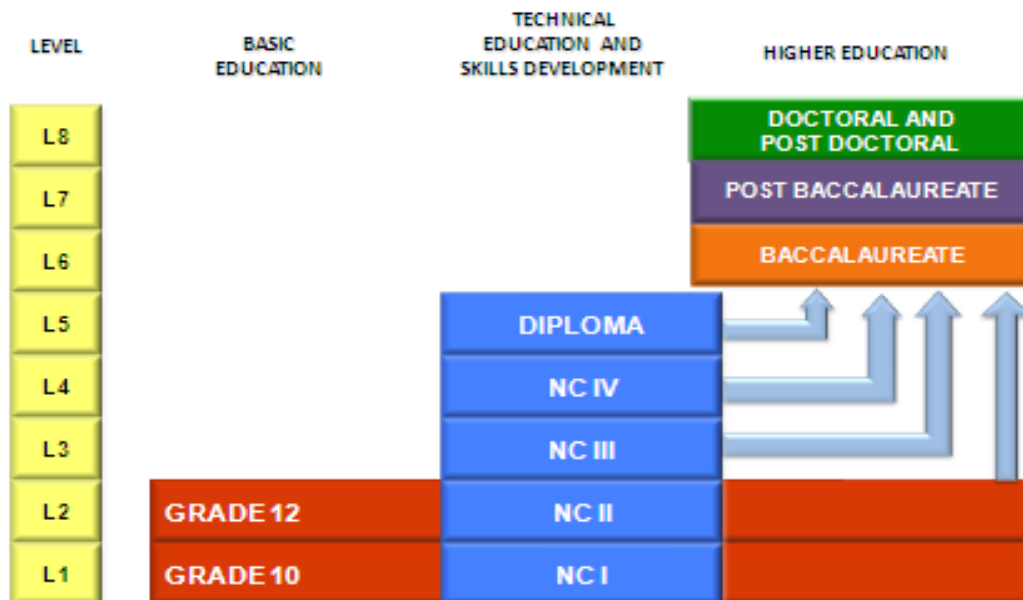 LEVEL
BASIC
EDUCATION
TECHNICAL
EDUCATION AND
SKILLS DEVELOPMENT
HIGHER EDUCATION
L8
DOCTORAL AND
POST DOCTORAL
L7
POST BACCALAUREATE
L6
BACCALAUREATE
L5
DIPLOMA
L4
NC IV
L3
NC III
L2
GRADE 12
NC II
L1
GRADE 10
NC I